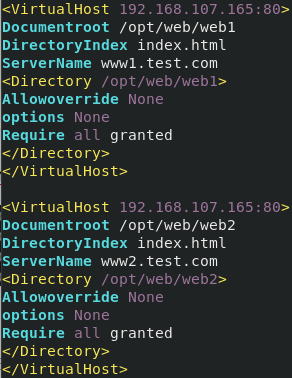 <VirtualHost 192.168.107.165:80>
Documentroot /opt/web/web1
DirectoryIndex index.html
ServerName www1.test.com
<Directory /opt/web/web1>
Allowoverride None
options None
Require all granted
</Directory>
</VirtualHost>
<VirtualHost 192.168.107.165:80>
Documentroot /opt/web/web2
DirectoryIndex index.html
ServerName www2.test.com
<Directory /opt/web/web2>
Allowoverride None
options None
Require all granted
</Directory>
</VirtualHost>